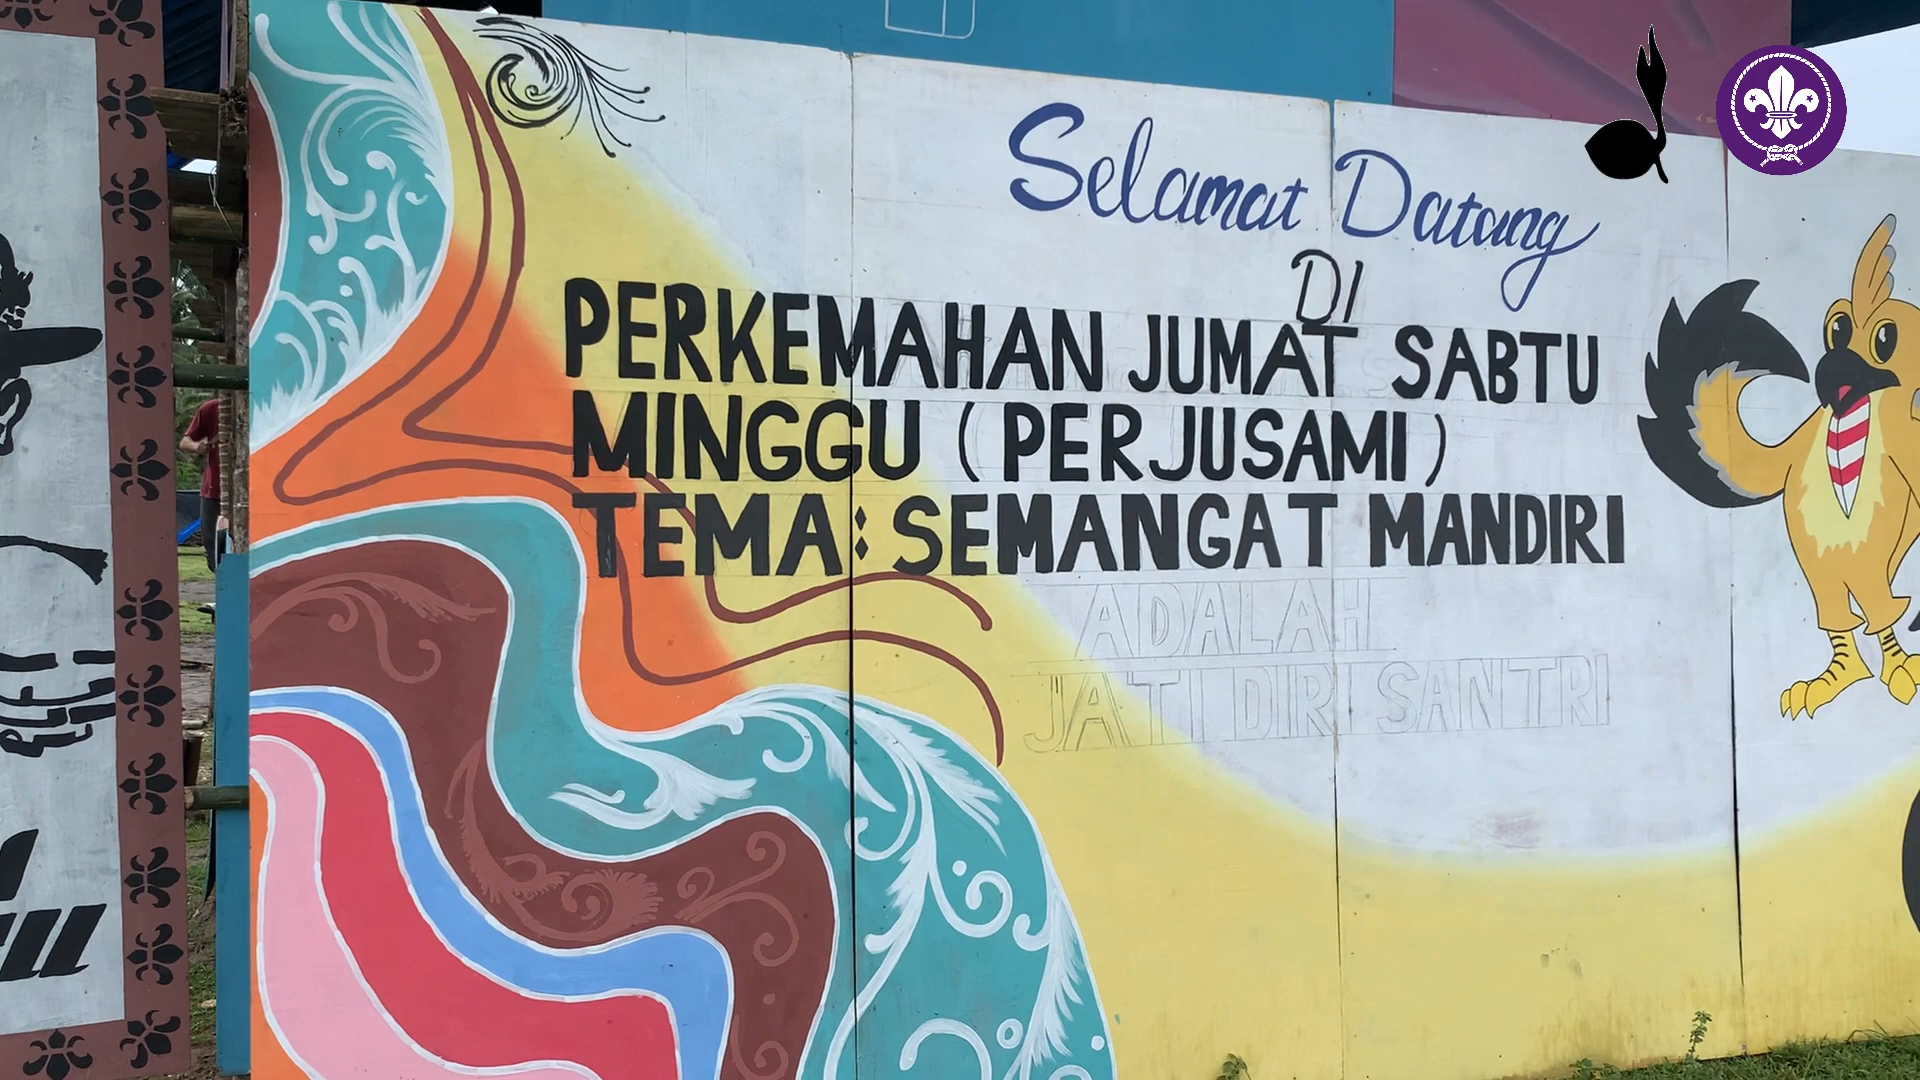 Selamat Datang
DI
PERKEMAHAN JUMAT SABTU
MINGGU (PERJUSAMI)
TEMA: SEMANGAT MANDIRI
ADALAH
JATI DIRI SANTRI